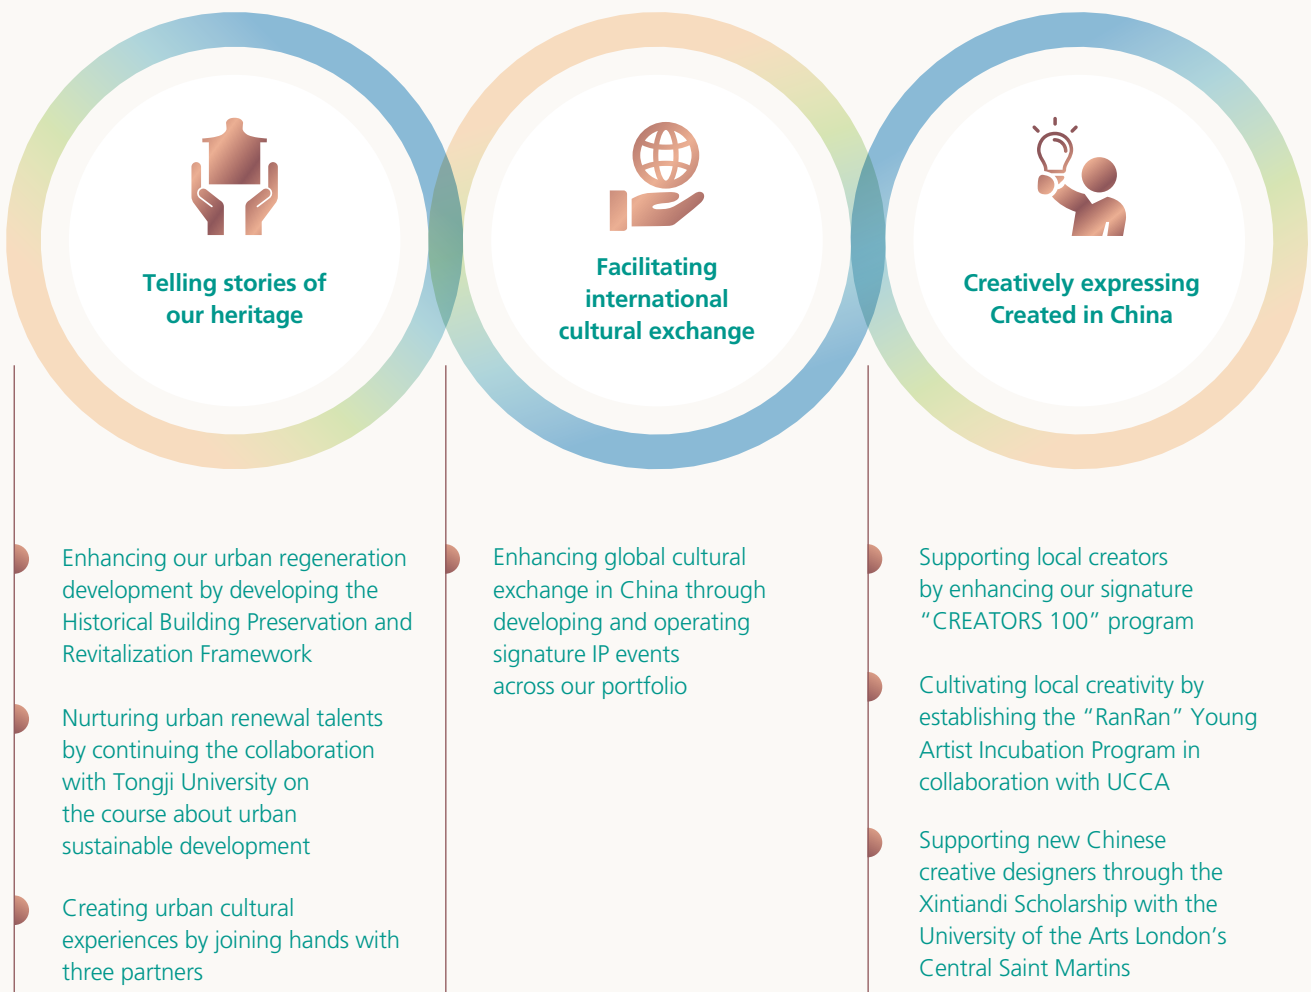 Telling stories of
our heritage
Facilitating
international
cultural exchange
Creatively expressing
Created in China
Enhancing our urban regeneration
development by developing the
Historical Building Preservation and
Revitalization Framework
Nurturing urban renewal talents
by continuing the collaboration
with Tongji University on
the course about urban
sustainable development
Creating urban cultural
experiences by joining hands with
three partners
Enhancing global cultural
exchange in China through
developing and operating
signature IP events
across our portfolio
Supporting local creators
by enhancing our signature
“CREATORS 100” program
Cultivating local creativity by
establishing the “RanRan” Young
Artist Incubation Program in
collaboration with UCCA
Supporting new Chinese
creative designers through the
Xintiandi Scholarship with the
University of the Arts London’s
Central Saint Martins